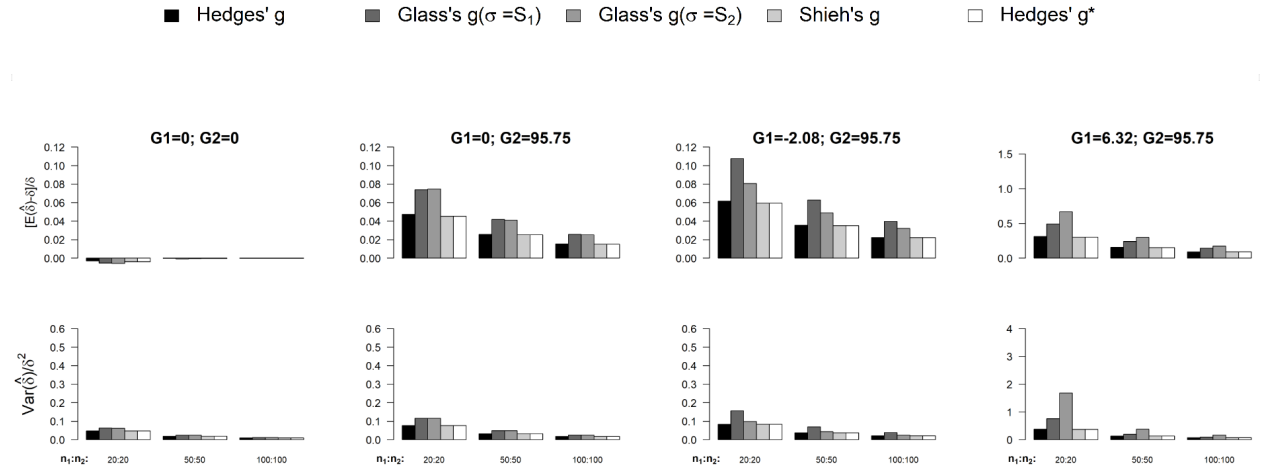 Hedges' g Glass's g(σ =S₁) Glass's g(σ =S₂) Shieh's g Hedges' g*
G1=0; G2=0 G1=0; G2=95.75 G1=-2.08; G2=95.75 G1=6.32; G2=95.75
[E(δ̂)-δ]/δ
0.12 0.12 0.12 1.5
0.10 0.10 0.10
0.08 0.08 0.08 1.0
0.06 0.06 0.06
0.04 0.04 0.04 0.5
0.02 0.02 0.02
0.00 0.00 0.00 0.0
Var(δ̂)/δ²
0.6 0.6 0.6 4
0.5 0.5 0.5
0.4 0.4 0.4 3
0.3 0.3 0.3 2
0.2 0.2 0.2
0.1 0.1 0.1 1
0.0 0.0 0.0 0
n₁:n₂: 20:20 50:50 100:100 n₁:n₂: 20:20 50:50 100:100 n₁:n₂: 20:20 50:50 100:100 n₁:n₂: 20:20 50:50 100:100